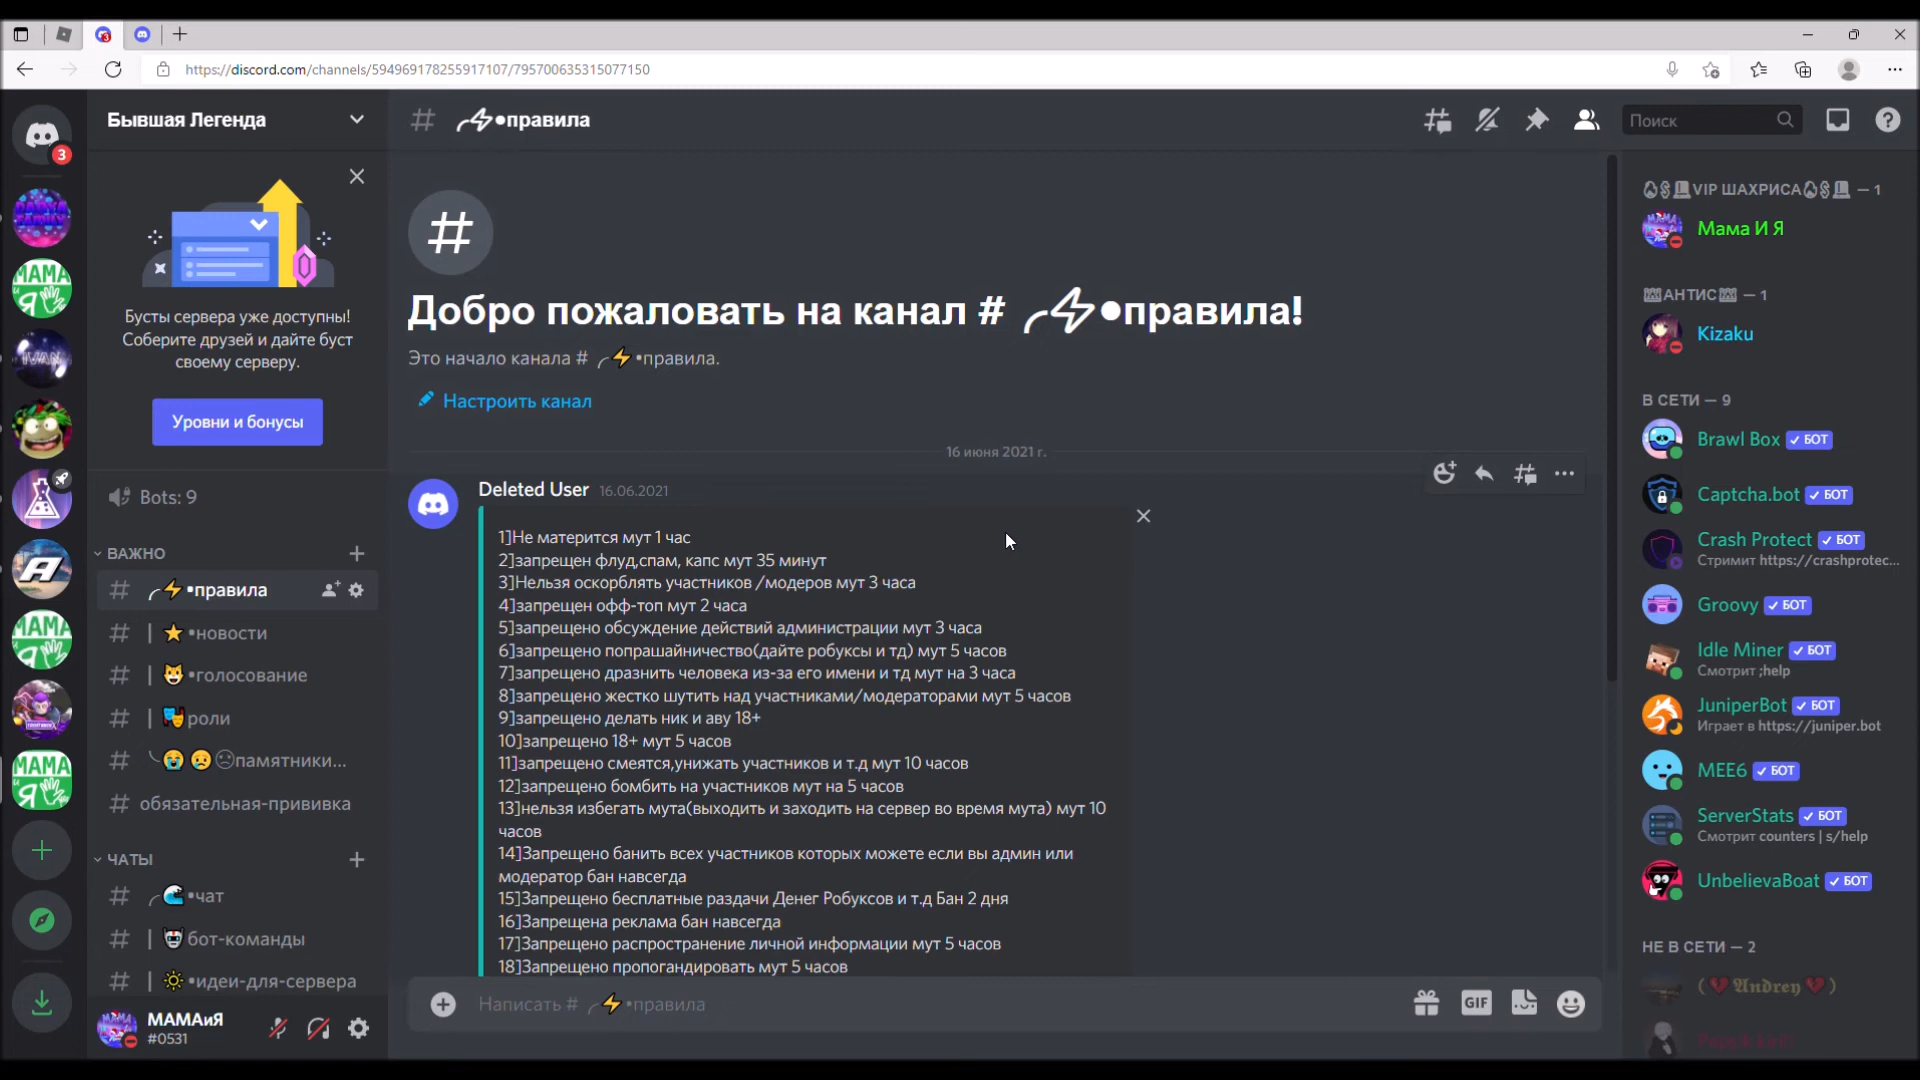 https://discord.com/channels/594969178255917107/795700635315077150
3
DADYA FAMILY
МАМА и Я
IVAN
МАМА и Я
МАМА и Я
Бывшая Легенда
Бусты сервера уже доступны!
Соберите друзей и дайте буст
своему серверу.
Уровни и бонусы
Bots: 9
ВАЖНО
# ╭⚡•правила
# | ⭐•новости
# | 😺•голосование
# | 🎭роли
# ╰😭😥☹памятники...
# обязательная-прививка
ЧАТЫ
# ╭🌊•чат
# | 🤖бот-команды
# | 🔅•идеи-для-сервера
МАМАиЯ
#0531
# ╭⚡•правила
Поиск
Добро пожаловать на канал # ╭⚡•правила!
Это начало канала # ╭⚡•правила.
Настроить канал
16 июня 2021 г.
Deleted User 16.06.2021
1]Не матерится мут 1 час
2]запрещен флуд,спам, капс мут 35 минут
3]Нельзя оскорблять участников /модеров мут 3 часа
4]запрещен офф-топ мут 2 часа
5]запрещено обсуждение действий администрации мут 3 часа
6]запрещено попрашайничество(дайте робуксы и тд) мут 5 часов
7]запрещено дразнить человека из-за его имени и тд мут на 3 часа
8]запрещено жестко шутить над участниками/модераторами мут 5 часов
9]запрещено делать ник и аву 18+
10]запрещено 18+ мут 5 часов
11]запрещено смеятся,унижать участников и т.д мут 10 часов
12]запрещено бомбить на участников мут на 5 часов
13]нельзя избегать мута(выходить и заходить на сервер во время мута) мут 10
часов
14]Запрещено банить всех участников которых можете если вы админ или
модератор бан навсегда
15]Запрещено бесплатные раздачи Денег Робуксов и т.д Бан 2 дня
16]Запрещена реклама бан навсегда
17]Запрещено распространение личной информации мут 5 часов
18]Запрещено пропогандировать мут 5 часов
Написать # ╭⚡•правила
GIF
VIP ШАХРИСА — 1
Мама И Я
АНТИС — 1
Kizaku
В СЕТИ — 9
Brawl Box ✓ БОТ
Captcha.bot ✓ БОТ
Crash Protect ✓ БОТ
Стримит https://crashprotec...
Groovy ✓ БОТ
Idle Miner ✓ БОТ
Смотрит ;help
JuniperBot ✓ БОТ
Играет в https://juniper.bot
MEE6 ✓ БОТ
ServerStats ✓ БОТ
Смотрит counters | s/help
UnbelievaBoat ✓ БОТ
НЕ В СЕТИ — 2
(💔𝕬𝖓𝖉𝖗𝖊𝖞💔)